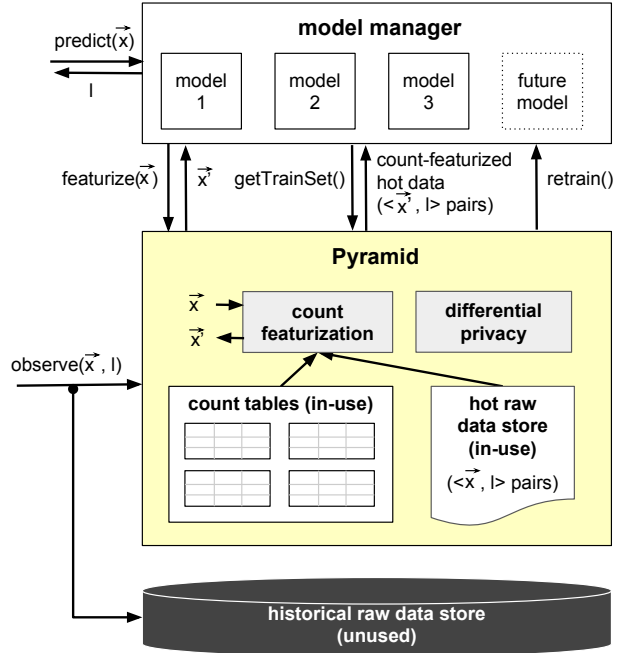 model manager
predict(x)
l
model
1
model
2
model
3
future
model
featurize(x)
x'
getTrainSet()
count-featurized
hot data
(<x', l> pairs)
retrain()
Pyramid
x
x'
count
featurization
differential
privacy
observe(x, l)
count tables (in-use)
hot raw
data store
(in-use)
(<x, l> pairs)
historical raw data store
(unused)